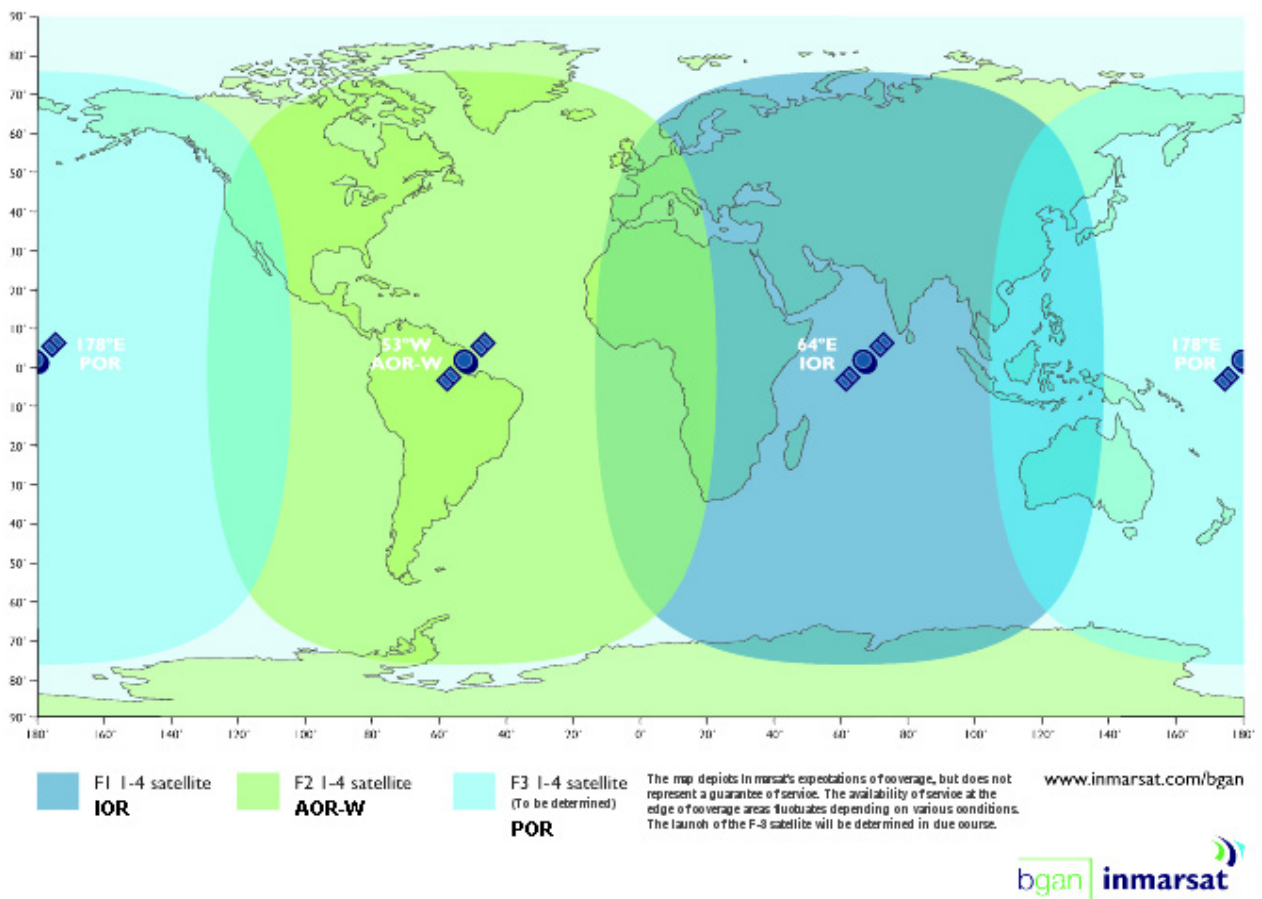 90°
80°
70°
60°
50°
40°
30°
20°
10°
0°
10°
20°
30°
40°
50°
60°
70°
80°
90°
178°E
POR
53°W
AOR-W
64°E
IOR
178°E
POR
180° 160° 140° 120° 100° 80° 60° 40° 20° 0° 20° 40° 60° 80° 100° 120° 140° 160° 180°
F1 I-4 satellite
IOR
F2 I-4 satellite
AOR-W
F3 I-4 satellite
(To be determined)
POR
The map depicts Inmarsat's expectations of coverage, but does not
represent a guarantee of service. The availability of service at the
edge of coverage areas fluctuates depending on various conditions.
The launch of the F-3 satellite will be determined in due course.
www.inmarsat.com/bgan
bgan inmarsat